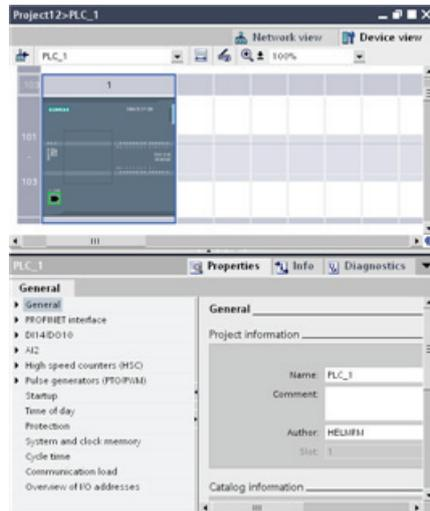 Project12>PLC_1
Network view
Device view
PLC_1
100%
103
1
SIEMENS
101
-
103
PLC_1
Properties
Info
Diagnostics
General
General
PROFINET interface
DI14/DO10
AI2
High speed counters (HSC)
Pulse generators (PTO/PWM)
Startup
Time of day
Protection
System and clock memory
Cycle time
Communication load
Overview of I/O addresses
General
Project information
Name: PLC_1
Comment:
Author: HELMFM
Slot: 1
Catalog information